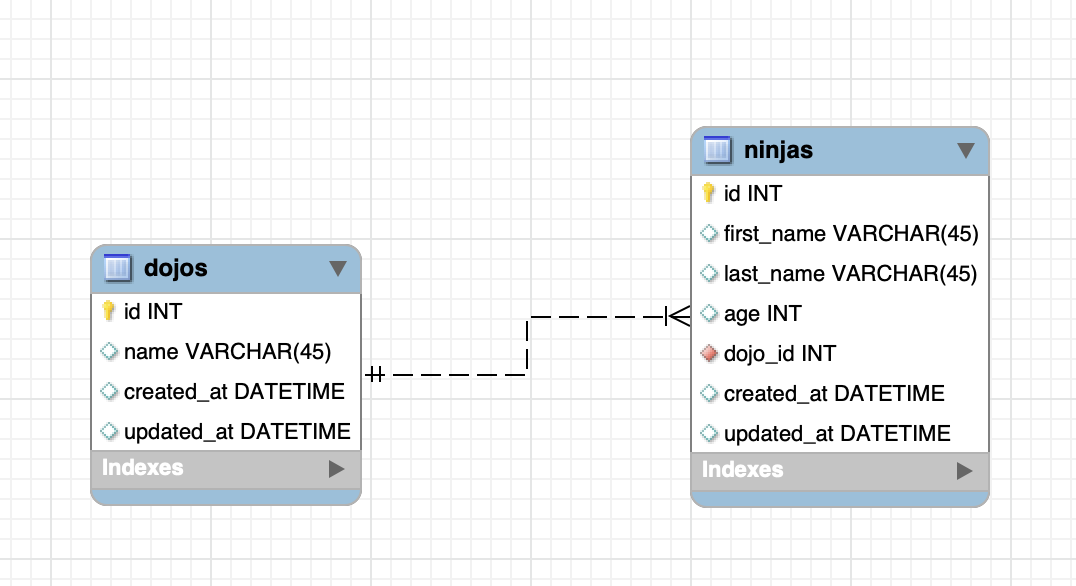 dojos
id INT
name VARCHAR(45)
created_at DATETIME
updated_at DATETIME
Indexes
ninjas
id INT
first_name VARCHAR(45)
last_name VARCHAR(45)
age INT
dojo_id INT
created_at DATETIME
updated_at DATETIME
Indexes